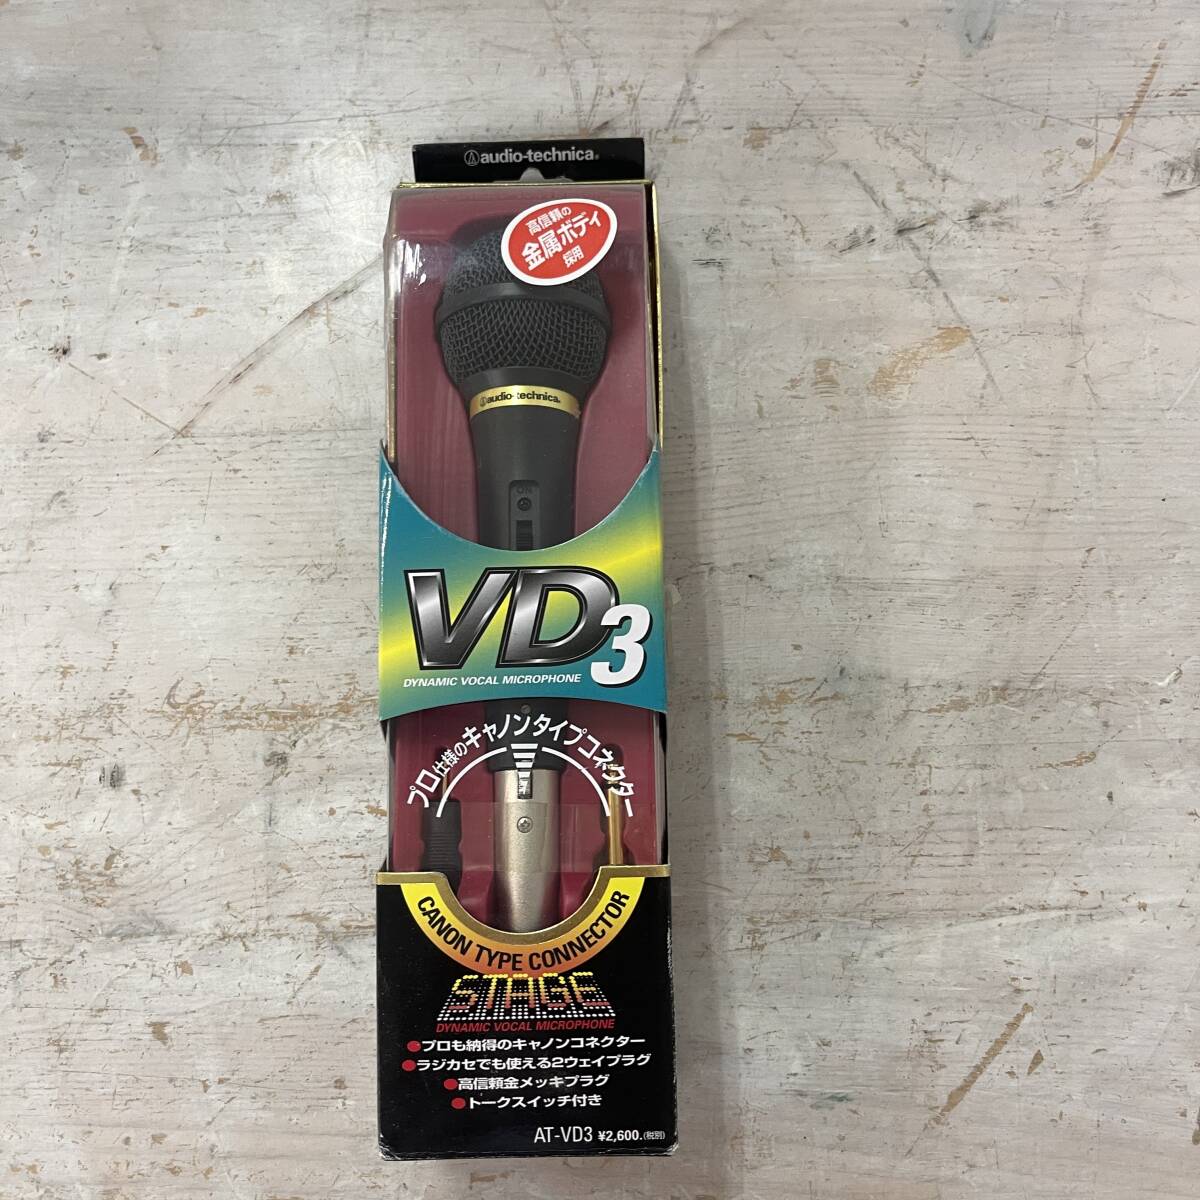 audio-technica®
高信頼の
金属ボディ
採用
audio-technica®
ON
VD3
DYNAMIC VOCAL MICROPHONE
プロ仕様のキャノンタイプコネクター
CANON TYPE CONNECTOR
STAGE
DYNAMIC VOCAL MICROPHONE
●プロも納得のキャノンコネクター
●ラジカセでも使える2ウェイプラグ
●高信頼金メッキプラグ
●トークスイッチ付き
AT-VD3 ¥2,600.(税別)